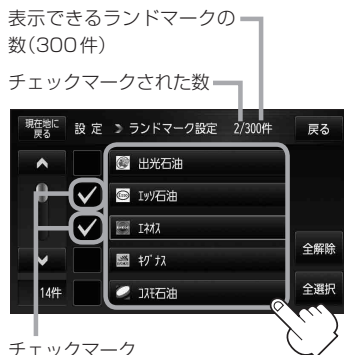 表示できるランドマークの
数(300件)
チェックマークされた数
現在地に
戻る
設 定
ランドマーク設定
2/300件
戻る
出光石油
Esso
ｴｯｿ石油
ｴﾈｵｽ
ｷｸﾞﾅｽ
ｺｽﾓ石油
14件
全解除
全選択
チェックマーク